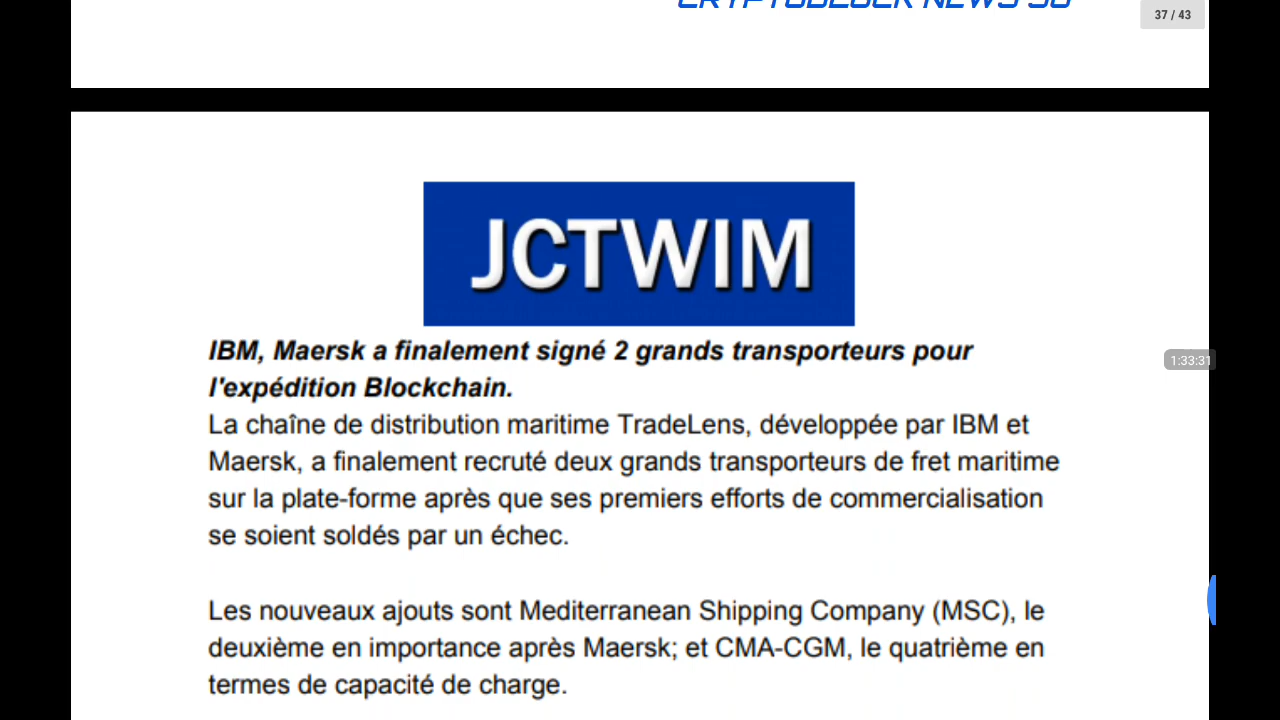 37 / 43
JCTWIM
IBM, Maersk a finalement signé 2 grands transporteurs pour
l'expédition Blockchain.
La chaîne de distribution maritime TradeLens, développée par IBM et
Maersk, a finalement recruté deux grands transporteurs de fret maritime
sur la plate-forme après que ses premiers efforts de commercialisation
se soient soldés par un échec.
1:33:31
Les nouveaux ajouts sont Mediterranean Shipping Company (MSC), le
deuxième en importance après Maersk; et CMA-CGM, le quatrième en
termes de capacité de charge.